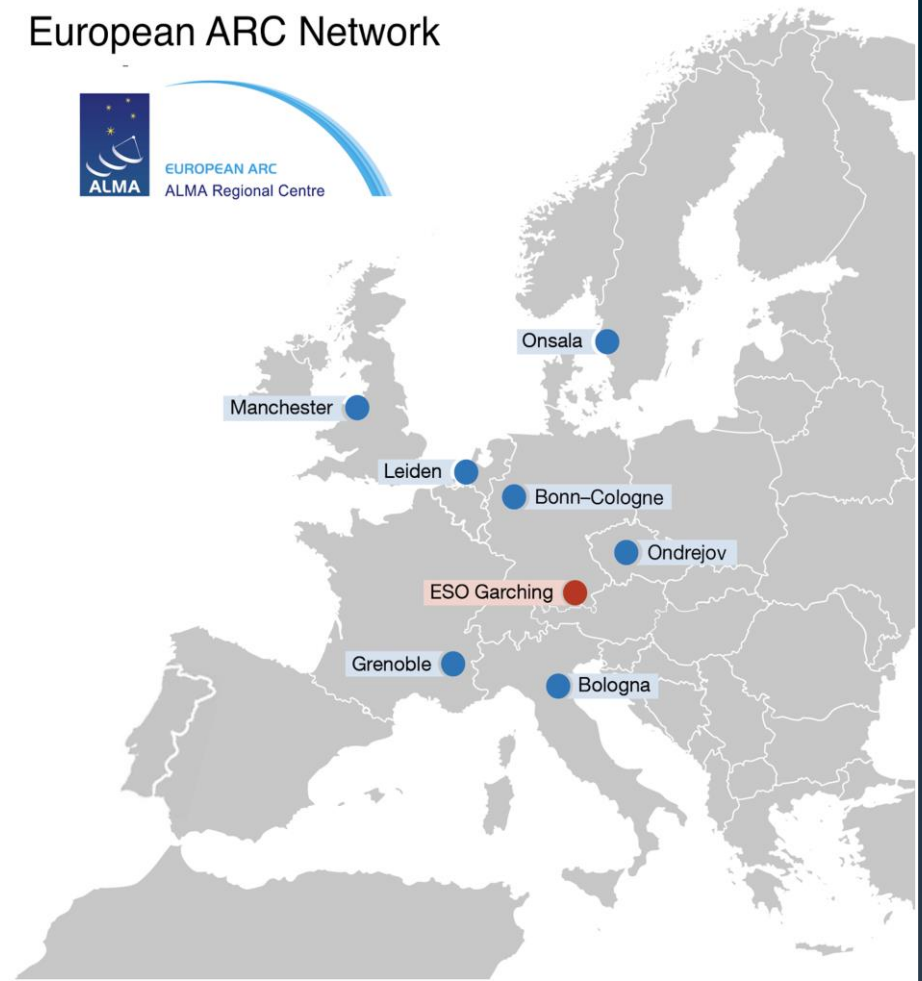 European ARC Network
ALMA
EUROPEAN ARC
ALMA Regional Centre
Onsala
Manchester
Leiden
Bonn–Cologne
Ondrejov
ESO Garching
Grenoble
Bologna